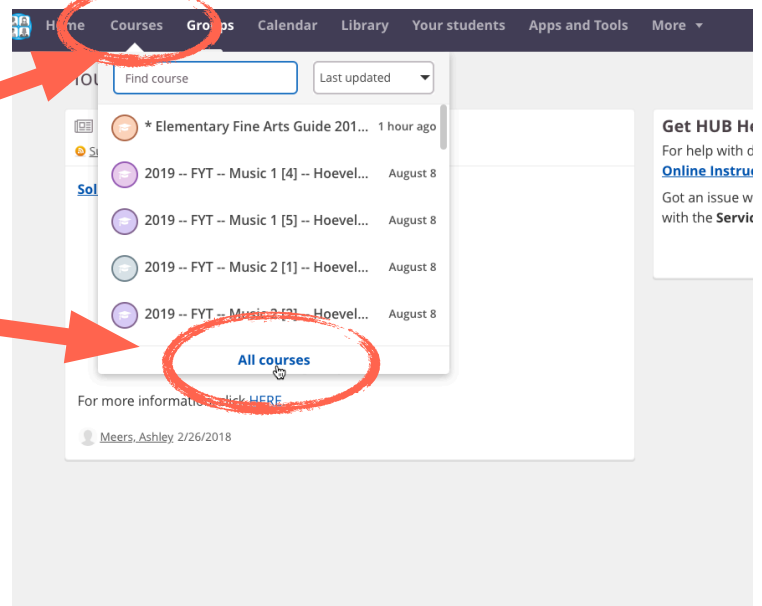 Home Courses Groups Calendar Library Your students Apps and Tools More
Find course Last updated
* Elementary Fine Arts Guide 201... 1 hour ago
2019 -- FYT -- Music 1 [4] -- Hoevel... August 8
2019 -- FYT -- Music 1 [5] -- Hoevel... August 8
2019 -- FYT -- Music 2 [1] -- Hoevel... August 8
2019 -- FYT -- Music 2 [2] -- Hoevel... August 8
All courses
Sol
For more information, click HERE
Meers, Ashley 2/26/2018
Get HUB He
For help with d
Online Instruc
Got an issue w
with the Servic